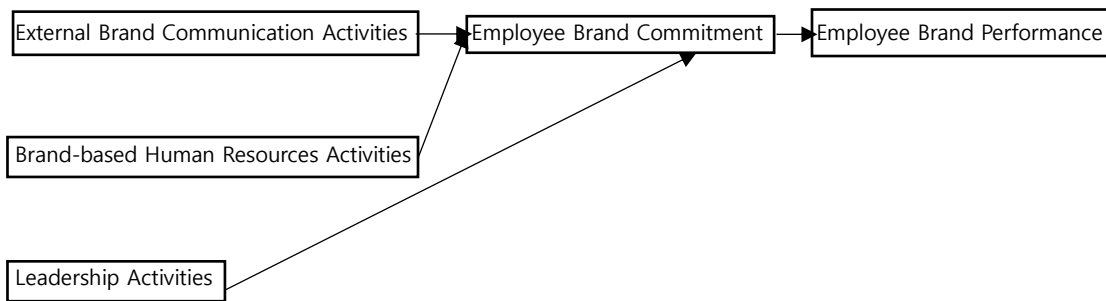 External Brand Communication Activities
Employee Brand Commitment
Employee Brand Performance
Brand-based Human Resources Activities
Leadership Activities